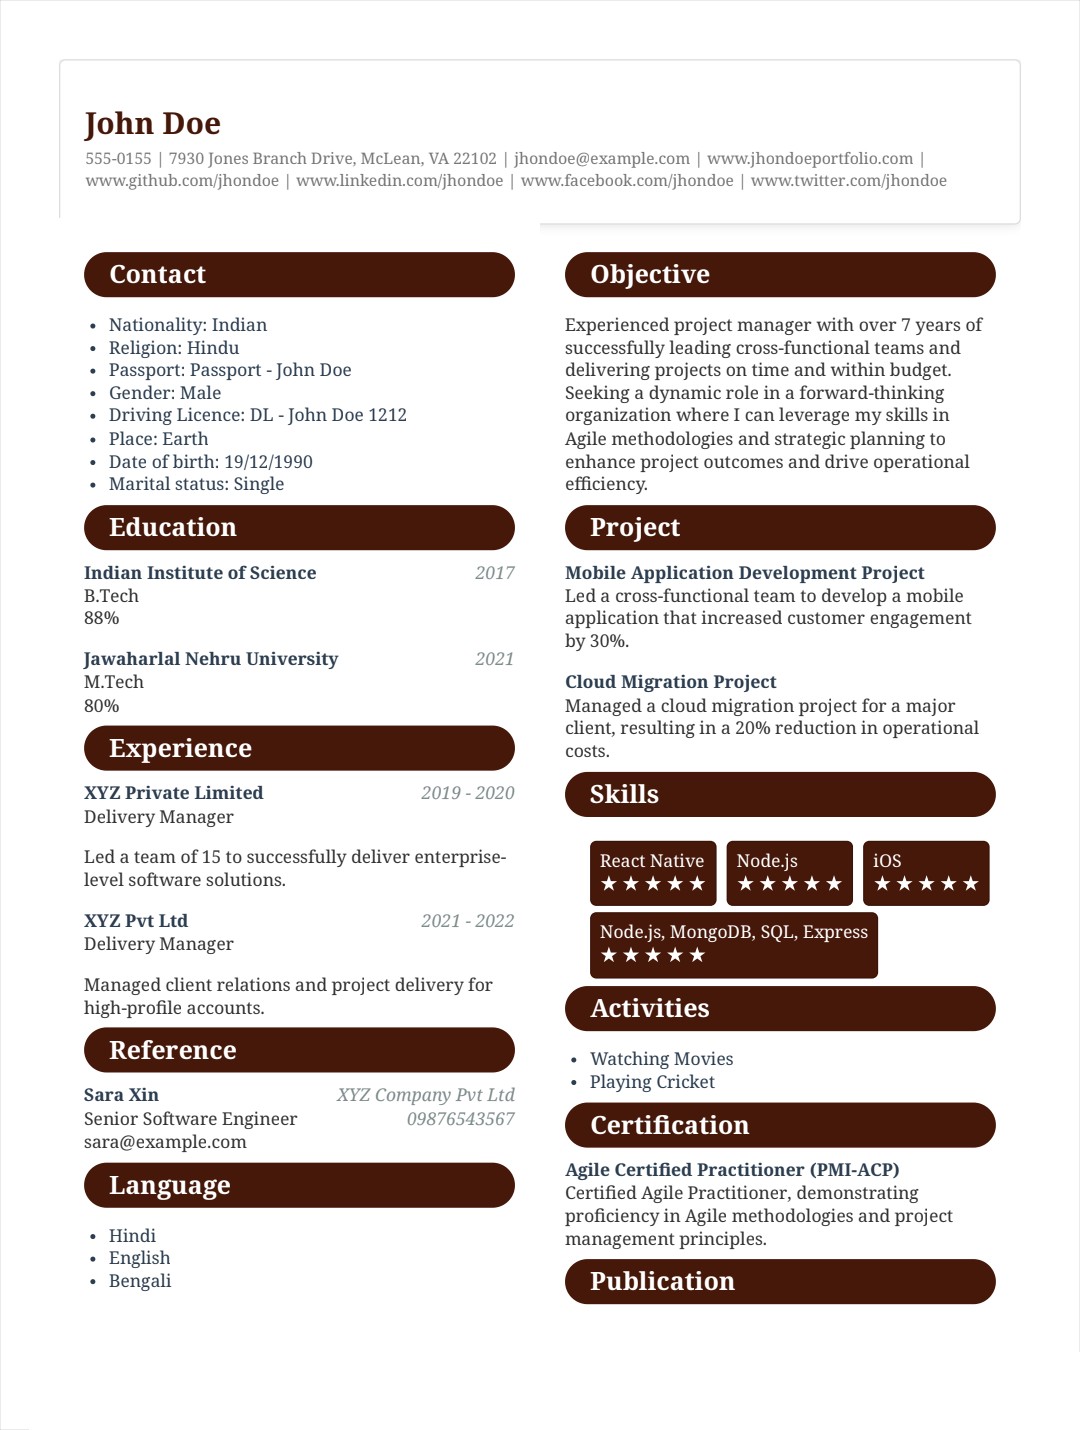 John Doe
555-0155 | 7930 Jones Branch Drive, McLean, VA 22102 | jhondoe@example.com | www.jhondoeportfolio.com |
www.github.com/jhondoe | www.linkedin.com/jhondoe | www.facebook.com/jhondoe | www.twitter.com/jhondoe
Contact
• Nationality: Indian
• Religion: Hindu
• Passport: Passport - John Doe
• Gender: Male
• Driving Licence: DL - John Doe 1212
• Place: Earth
• Date of birth: 19/12/1990
• Marital status: Single
Education
Indian Institute of Science 2017
B.Tech
88%
Jawaharlal Nehru University 2021
M.Tech
80%
Experience
XYZ Private Limited 2019 - 2020
Delivery Manager
Led a team of 15 to successfully deliver enterprise-
level software solutions.
XYZ Pvt Ltd 2021 - 2022
Delivery Manager
Managed client relations and project delivery for
high-profile accounts.
Reference
Sara Xin XYZ Company Pvt Ltd
Senior Software Engineer 09876543567
sara@example.com
Language
• Hindi
• English
• Bengali
Objective
Experienced project manager with over 7 years of
successfully leading cross-functional teams and
delivering projects on time and within budget.
Seeking a dynamic role in a forward-thinking
organization where I can leverage my skills in
Agile methodologies and strategic planning to
enhance project outcomes and drive operational
efficiency.
Project
Mobile Application Development Project
Led a cross-functional team to develop a mobile
application that increased customer engagement
by 30%.
Cloud Migration Project
Managed a cloud migration project for a major
client, resulting in a 20% reduction in operational
costs.
Skills
React Native Node.js iOS
★★★★★ ★★★★★ ★★★★★
Node.js, MongoDB, SQL, Express
★★★★★
Activities
• Watching Movies
• Playing Cricket
Certification
Agile Certified Practitioner (PMI-ACP)
Certified Agile Practitioner, demonstrating
proficiency in Agile methodologies and project
management principles.
Publication